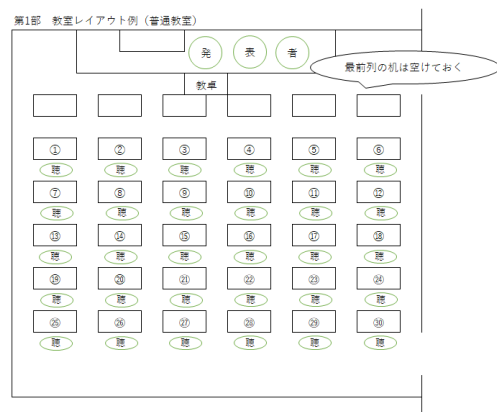 第1部　教室レイアウト例（普通教室）
発 表 者
最前列の机は空けておく
教卓
① ② ③ ④ ⑤ ⑥
聴 聴 聴 聴 聴 聴
⑦ ⑧ ⑨ ⑩ ⑪ ⑫
聴 聴 聴 聴 聴 聴
⑬ ⑭ ⑮ ⑯ ⑰ ⑱
聴 聴 聴 聴 聴 聴
⑲ ⑳ ㉑ ㉒ ㉓ ㉔
聴 聴 聴 聴 聴 聴
㉕ ㉖ ㉗ ㉘ ㉙ ㉚
聴 聴 聴 聴 聴 聴